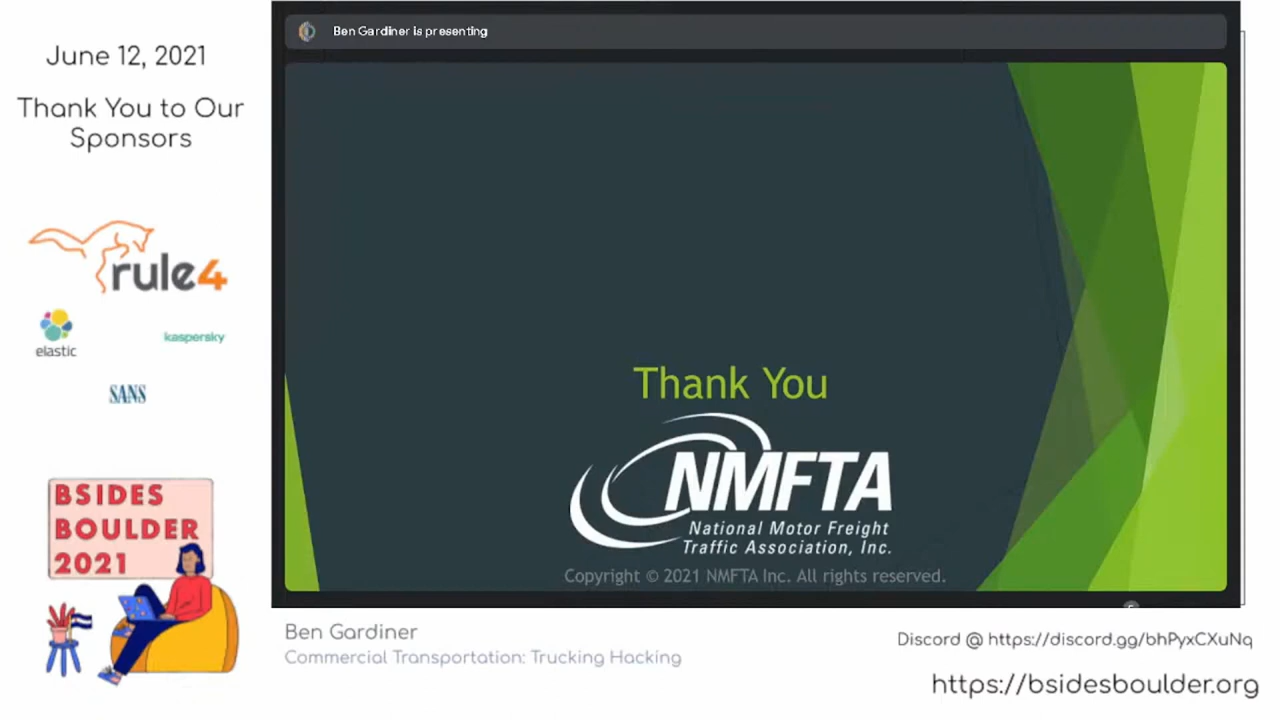 June 12, 2021
Thank You to Our
Sponsors
rule4
elastic
kaspersky
SANS
BSIDES
BOULDER
2021
Ben Gardiner is presenting
Thank You
NMFTA
National Motor Freight
Traffic Association, Inc.
Copyright © 2021 NMFTA Inc. All rights reserved.
Ben Gardiner
Commercial Transportation: Trucking Hacking
Discord @ https://discord.gg/bhPyxCXuNq
https://bsidesboulder.org